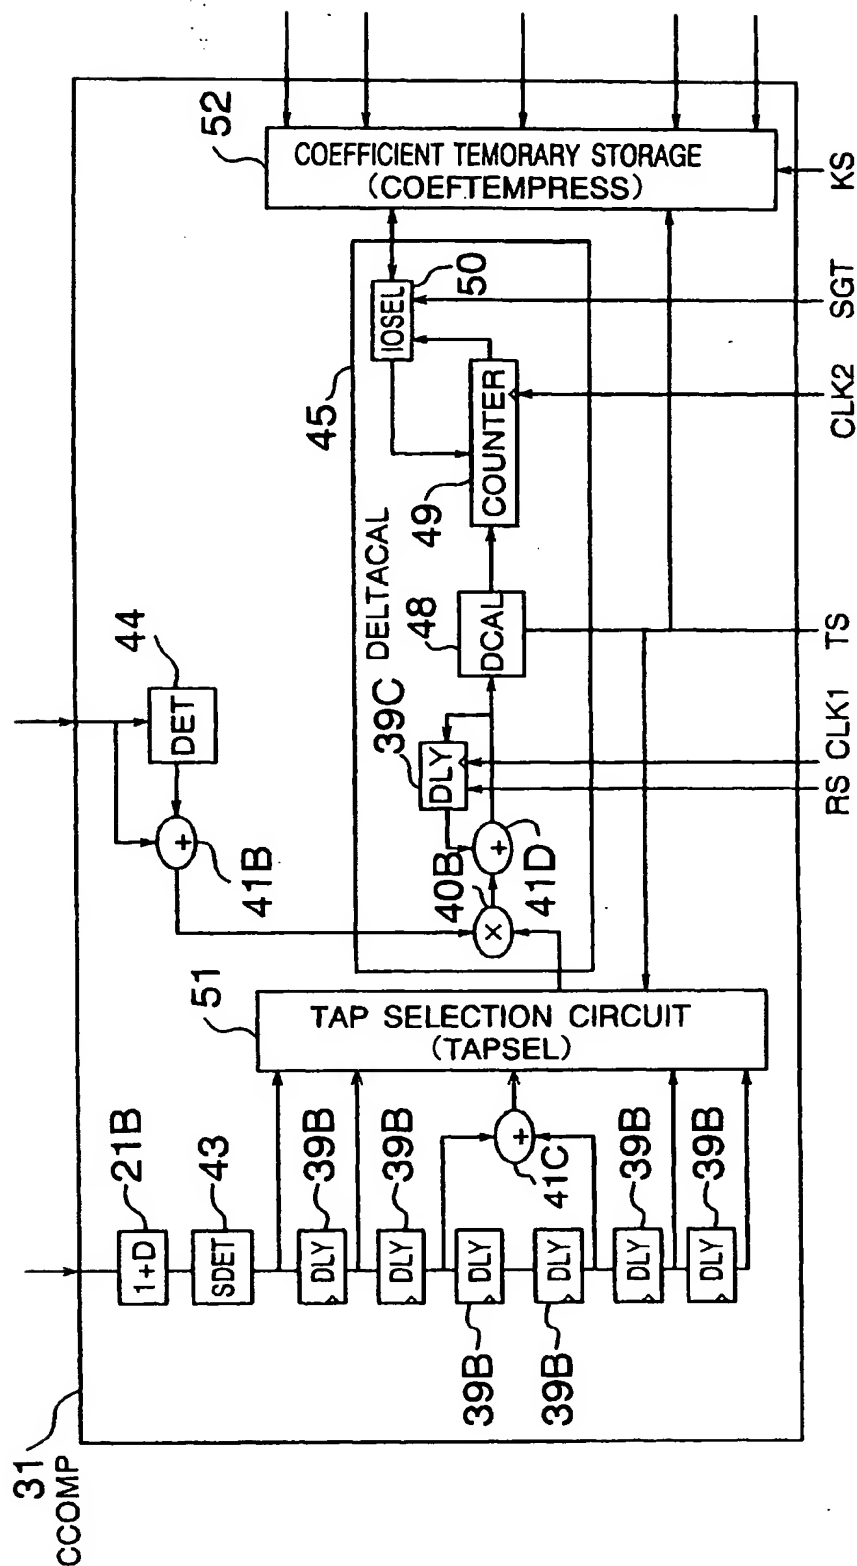 31
CCOMP
21B
1+D
43
SDET
39B
DLY
39B
DLY
DLY
39B
DLY
39B
39B
DLY
39B
DLY
+
41C
51
TAP SELECTION CIRCUIT
(TAPSEL)
44
DET
+
41B
45
DELTACAL
40B
×
+
41D
39C
DLY
48
DCAL
49
COUNTER
IOSEL
50
52
COEFFICIENT TEMORARY STORAGE
(COEFTEMPRESS)
RS
CLK1
TS
CLK2
SGT
KS